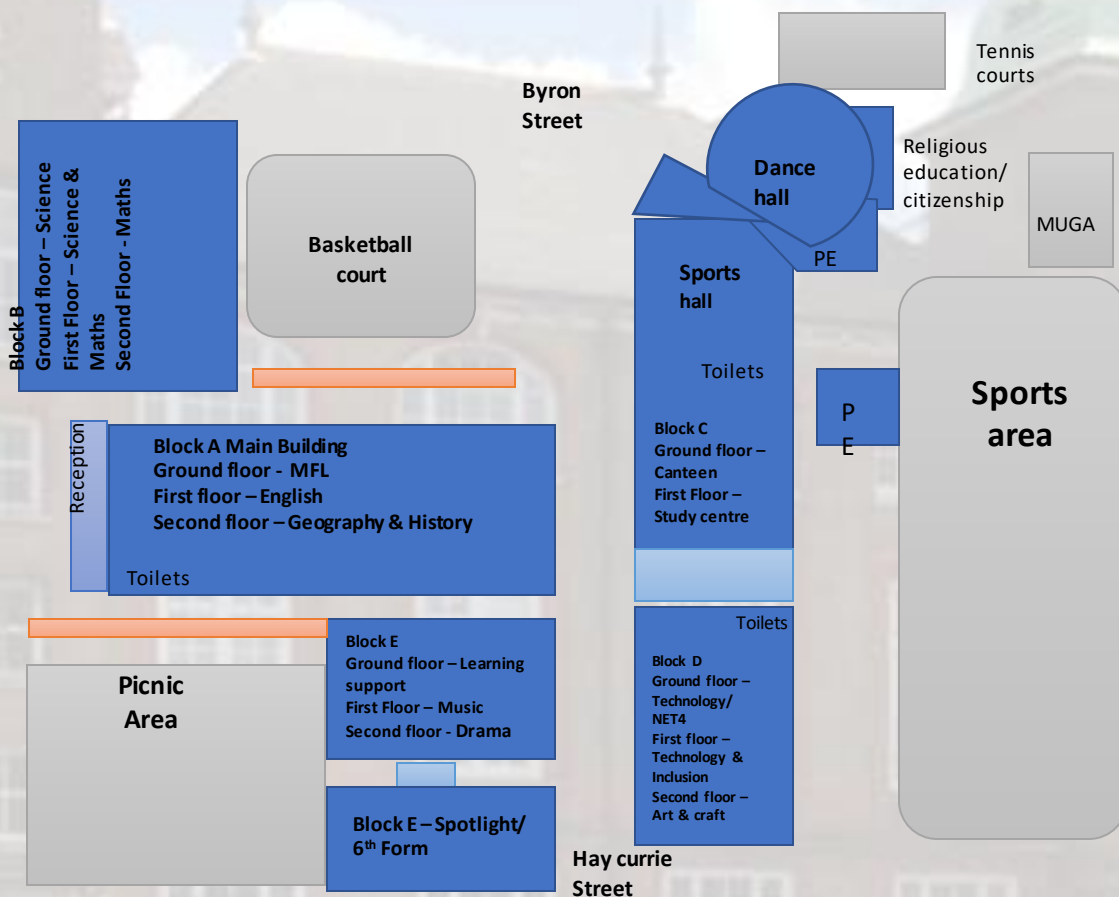 Tennis
courts
Byron
Street
Block B
Ground floor – Science
First Floor – Science &
Maths
Second Floor - Maths
Basketball
court
Dance
hall
Religious
education/
citizenship
MUGA
PE
Sports
hall
Toilets
Sports
area
P
E
Reception
Block A Main Building
Ground floor - MFL
First floor – English
Second floor – Geography & History
Toilets
Block C
Ground floor –
Canteen
First Floor –
Study centre
Toilets
Block D
Ground floor –
Technology/
NET4
First floor –
Technology &
Inclusion
Second floor –
Art & craft
Block E
Ground floor – Learning
support
First Floor – Music
Second floor - Drama
Picnic
Area
Block E – Spotlight/
6th Form
Hay currie
Street